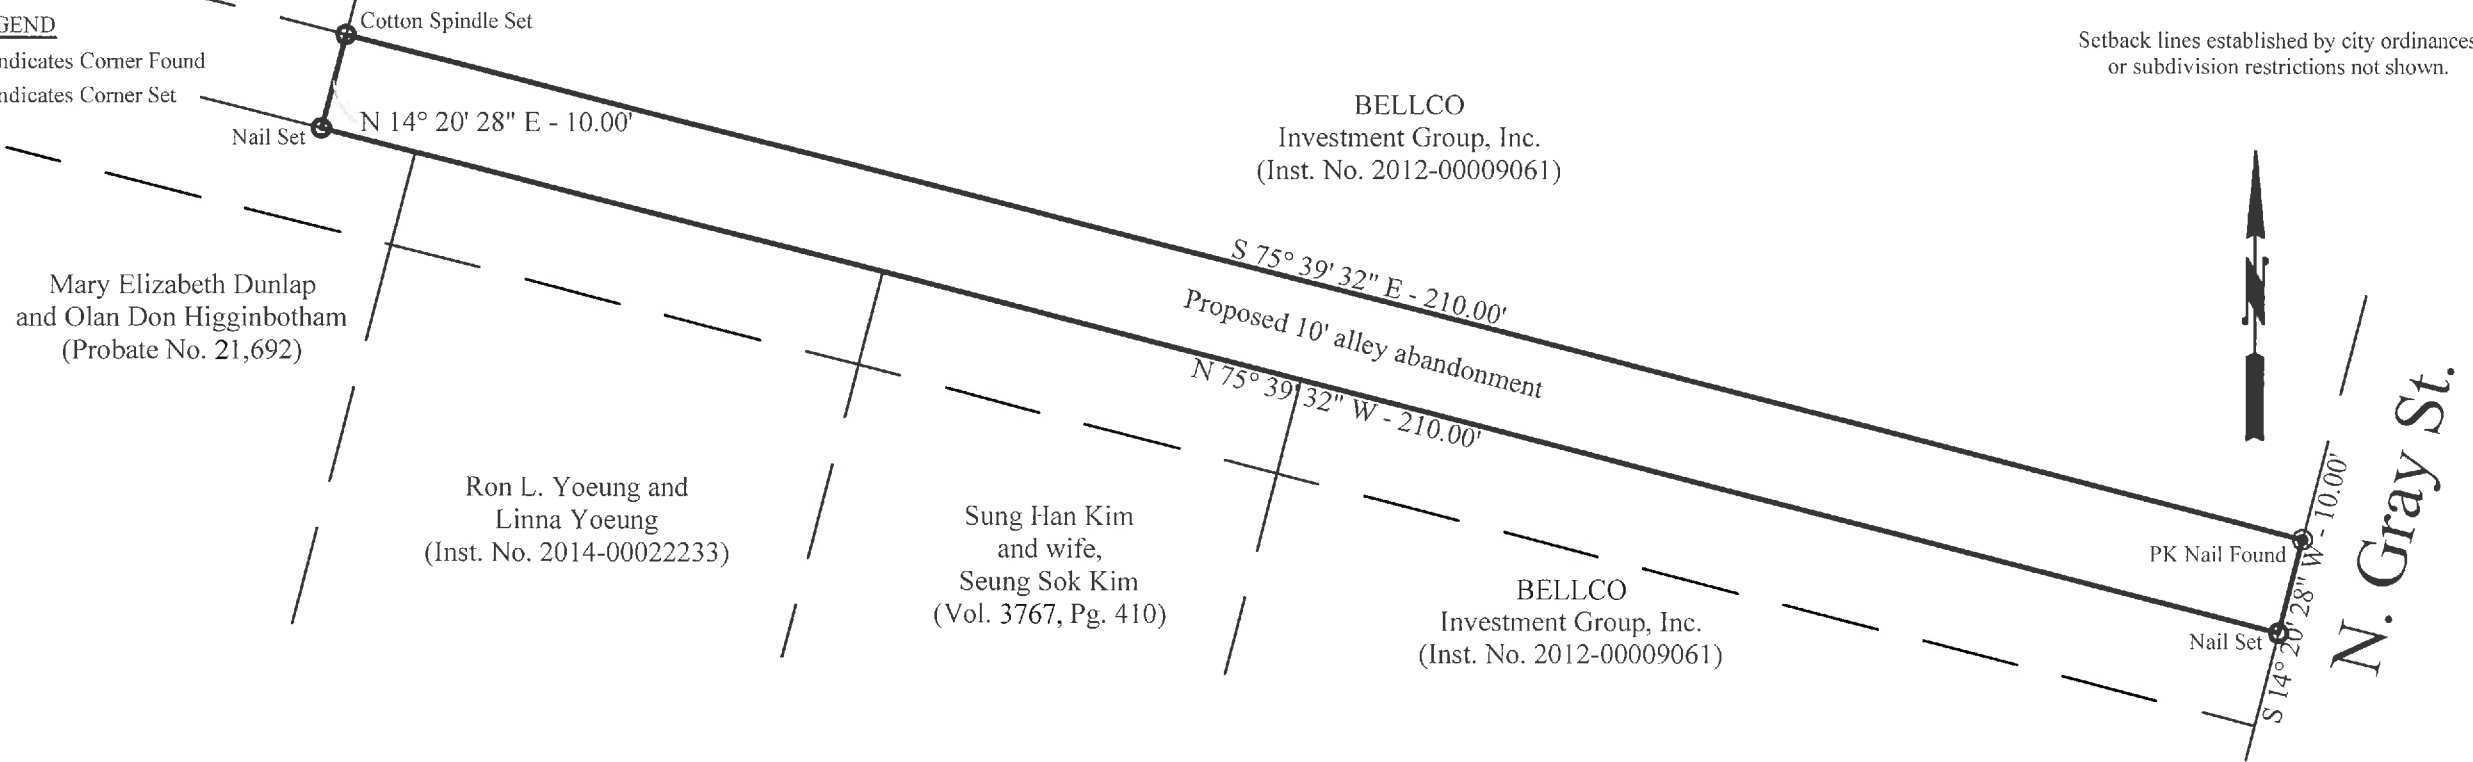 GEND
ndicates Corner Found
ndicates Corner Set
Cotton Spindle Set
Nail Set
N 14° 20' 28" E - 10.00'
BELLCO
Investment Group, Inc.
(Inst. No. 2012-00009061)
Setback lines established by city ordinances
or subdivision restrictions not shown.
N
S 75° 39' 32" E - 210.00'
Proposed 10' alley abandonment
N 75° 39' 32" W - 210.00'
Mary Elizabeth Dunlap
and Olan Don Higginbotham
(Probate No. 21,692)
Ron L. Yoeung and
Linna Yoeung
(Inst. No. 2014-00022233)
Sung Han Kim
and wife,
Seung Sok Kim
(Vol. 3767, Pg. 410)
BELLCO
Investment Group, Inc.
(Inst. No. 2012-00009061)
PK Nail Found
Nail Set
S 14° 20' 28" W - 10.00'
N. Gray St.